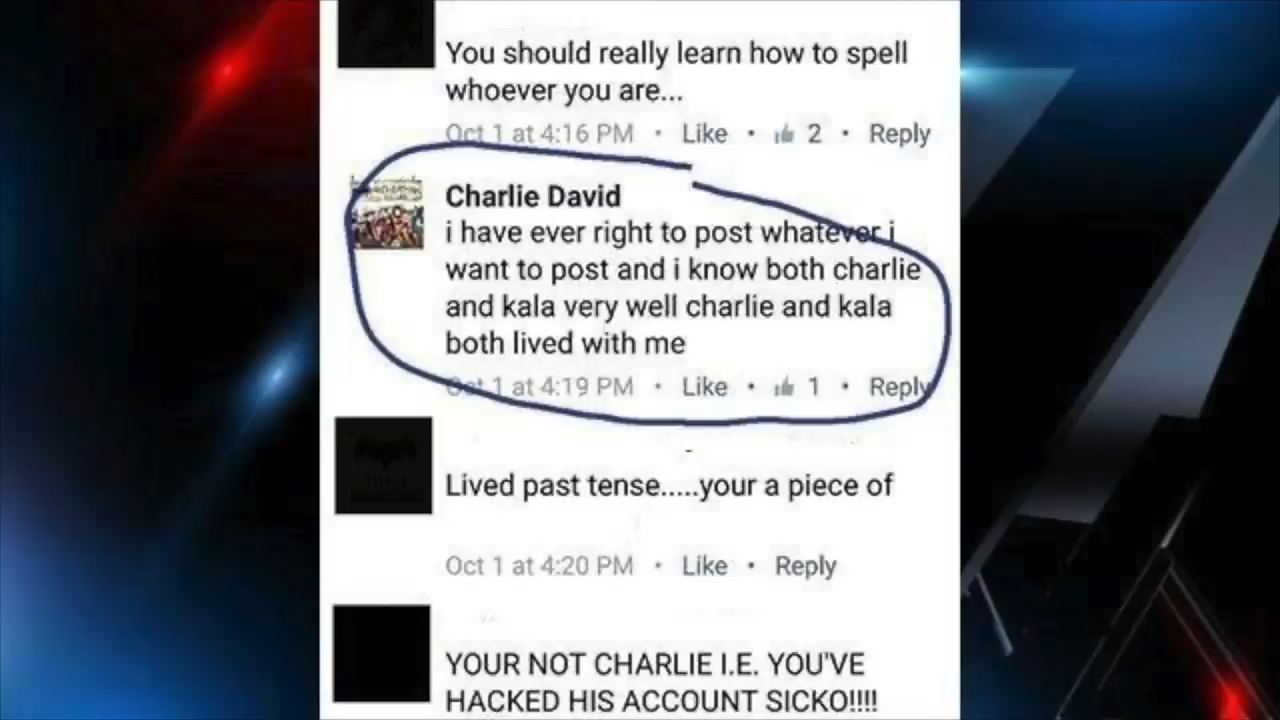 You should really learn how to spell
whoever you are...
Oct 1 at 4:16 PM • Like • 2 • Reply
Charlie David
i have ever right to post whatever i
want to post and i know both charlie
and kala very well charlie and kala
both lived with me
Oct 1 at 4:19 PM • Like • 1 • Reply
Lived past tense.....your a piece of
Oct 1 at 4:20 PM • Like • Reply
YOUR NOT CHARLIE I.E. YOU'VE
HACKED HIS ACCOUNT SICKO!!!!